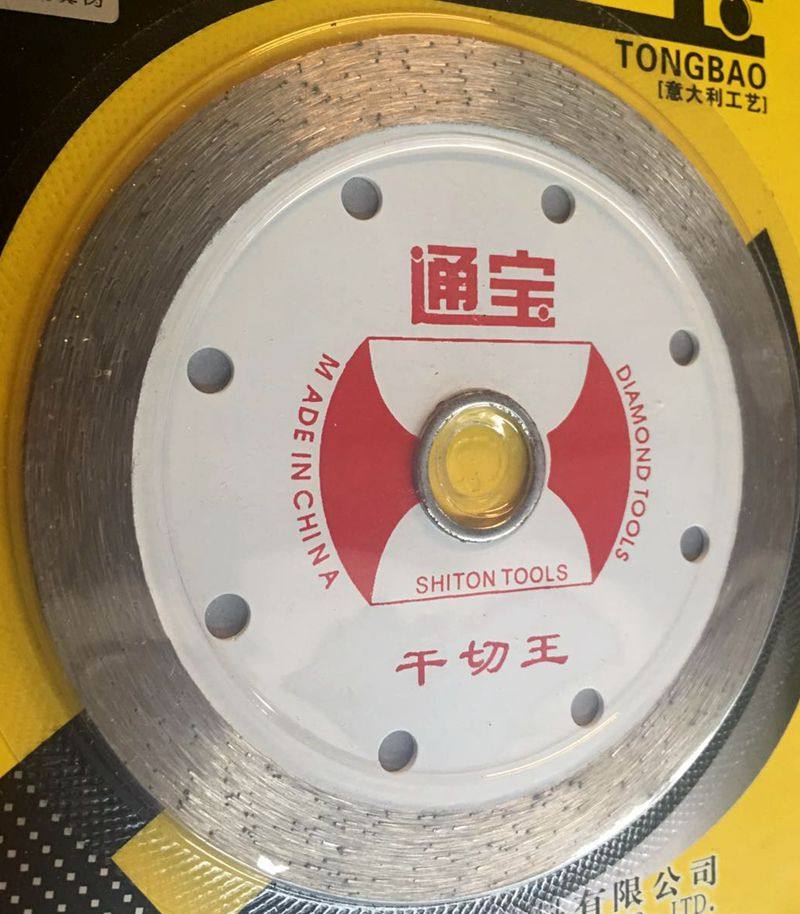 TONGBAO
[意大利工艺]
通宝
MADE IN CHINA
DIAMOND TOOLS
SHITON TOOLS
干切王
有限公司
LTD.